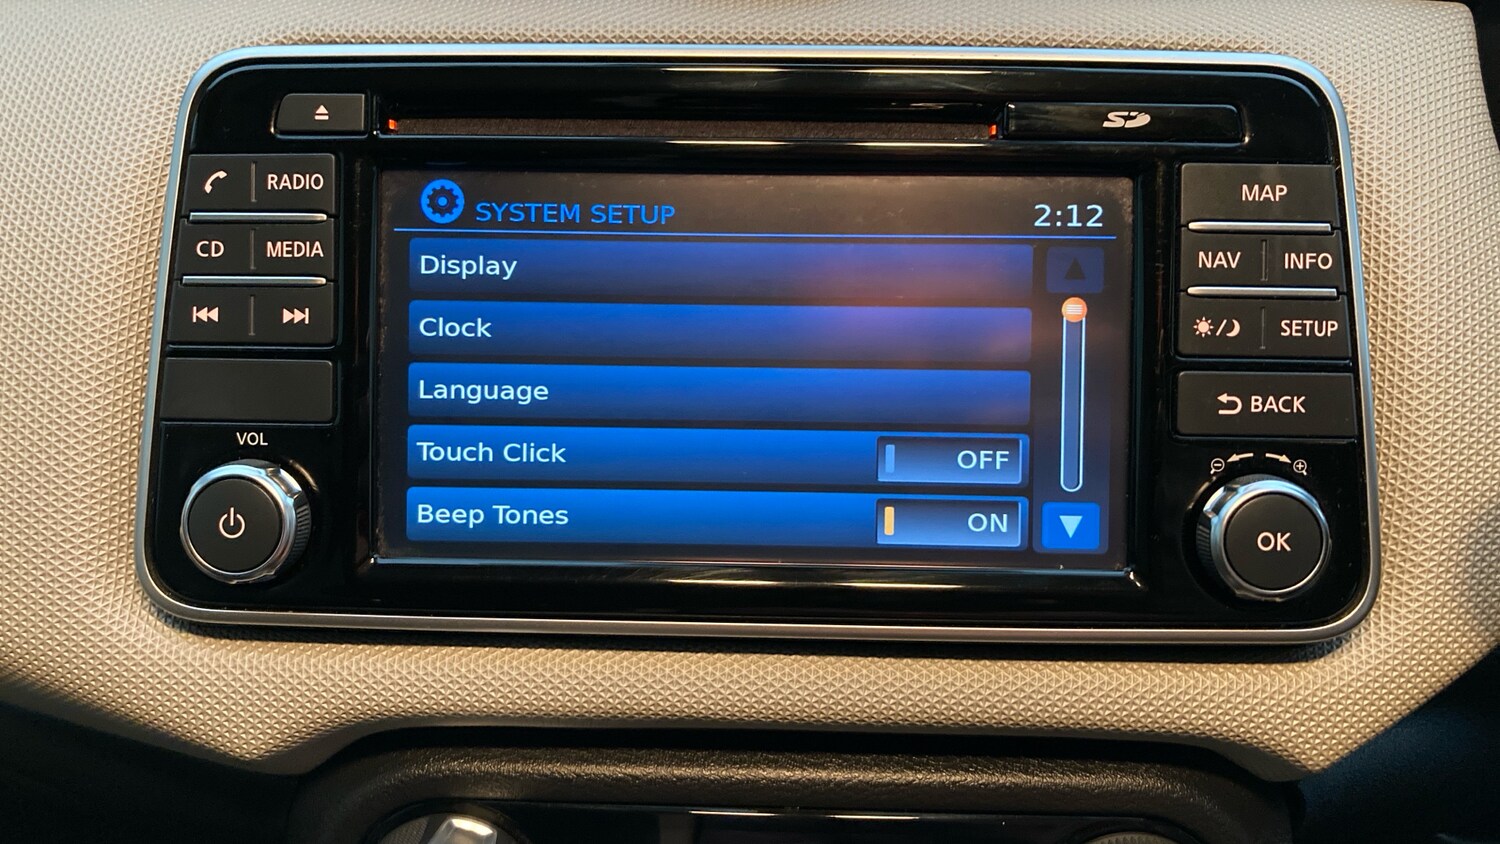 SD
RADIO
CD MEDIA
VOL
SYSTEM SETUP 2:12
Display
Clock
Language
Touch Click OFF
Beep Tones ON
MAP
NAV INFO
SETUP
BACK
OK